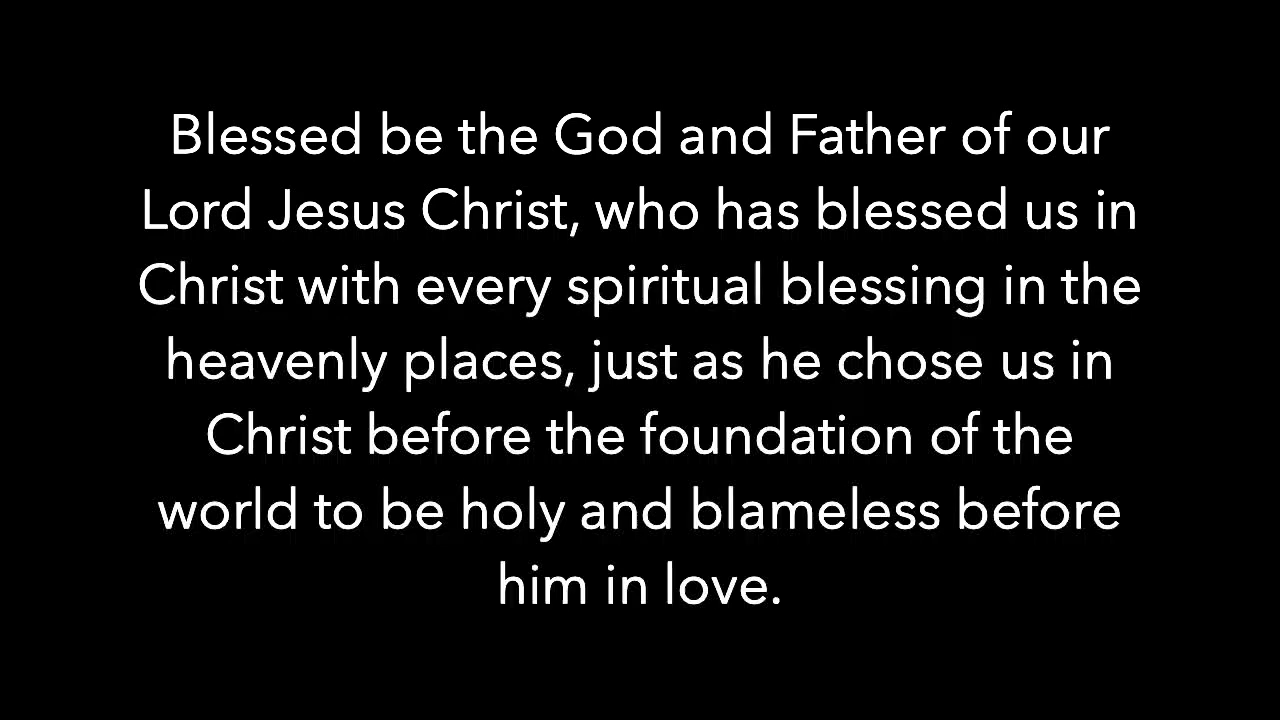 Blessed be the God and Father of our
Lord Jesus Christ, who has blessed us in
Christ with every spiritual blessing in the
heavenly places, just as he chose us in
Christ before the foundation of the
world to be holy and blameless before
him in love.